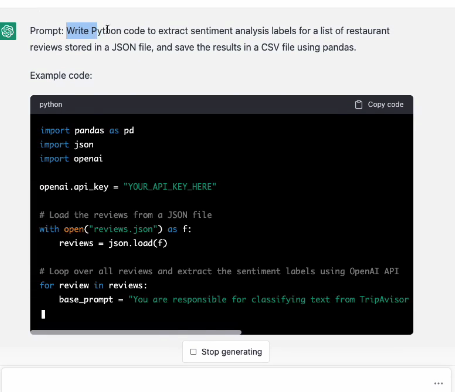 Prompt: Write Python code to extract sentiment analysis labels for a list of restaurant
reviews stored in a JSON file, and save the results in a CSV file using pandas.
Example code:
python
Copy code
import pandas as pd
import json
import openai
openai.api_key = "YOUR_API_KEY_HERE"
# Load the reviews from a JSON file
with open("reviews.json") as f:
    reviews = json.load(f)
# Loop over all reviews and extract the sentiment labels using OpenAI API
for review in reviews:
    base_prompt = "You are responsible for classifying text from TripAvisor
Stop generating